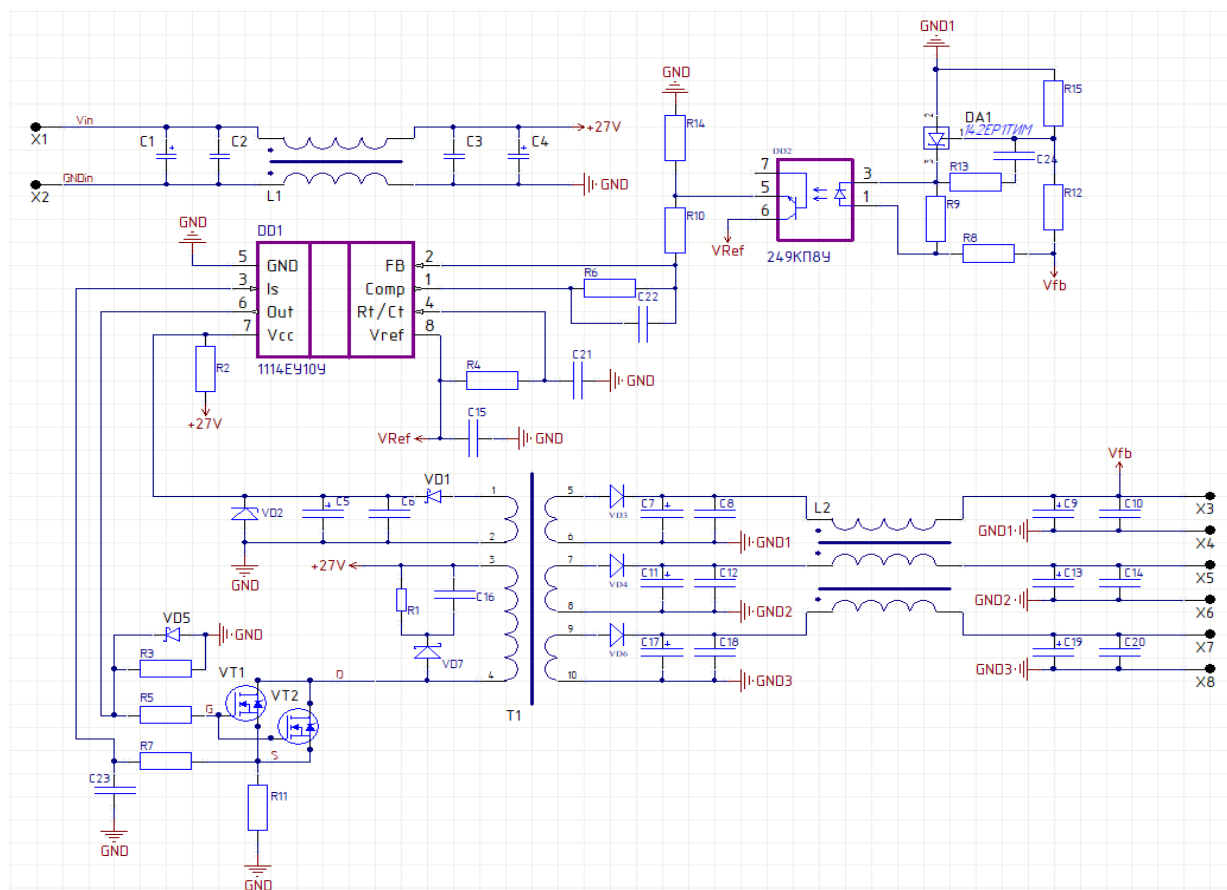 GND1
R15
DA1
142ЕР1ТИМ
2
1
3
C24
R13
R12
R9
R8
Vfb
GND
R14
DD2
7
5
6
3
1
VRef
249КП8У
R10
X1
Vin
C1
C2
C3
C4
+27V
X2
GNDin
L1
GND
GND
DD1
5
GND
FB
2
3
Is
Comp
1
6
Out
Rt/Ct
4
7
Vcc
Vref
8
1114ЕУ10У
R6
C22
R2
+27V
R4
C21
GND
VRef
C15
GND
VD1
VD2
C5
C6
GND
1
2
3
4
+27V
R1
C16
VD7
T1
5
6
7
8
9
10
VD3
C7
C8
GND1
VD4
C11
C12
GND2
VD6
C17
C18
GND3
L2
Vfb
C9
C10
X3
GND1
X4
C13
C14
X5
GND2
X6
C19
C20
X7
GND3
X8
VD5
GND
R3
VT1
D
R5
G
VT2
R7
S
C23
R11
GND
GND